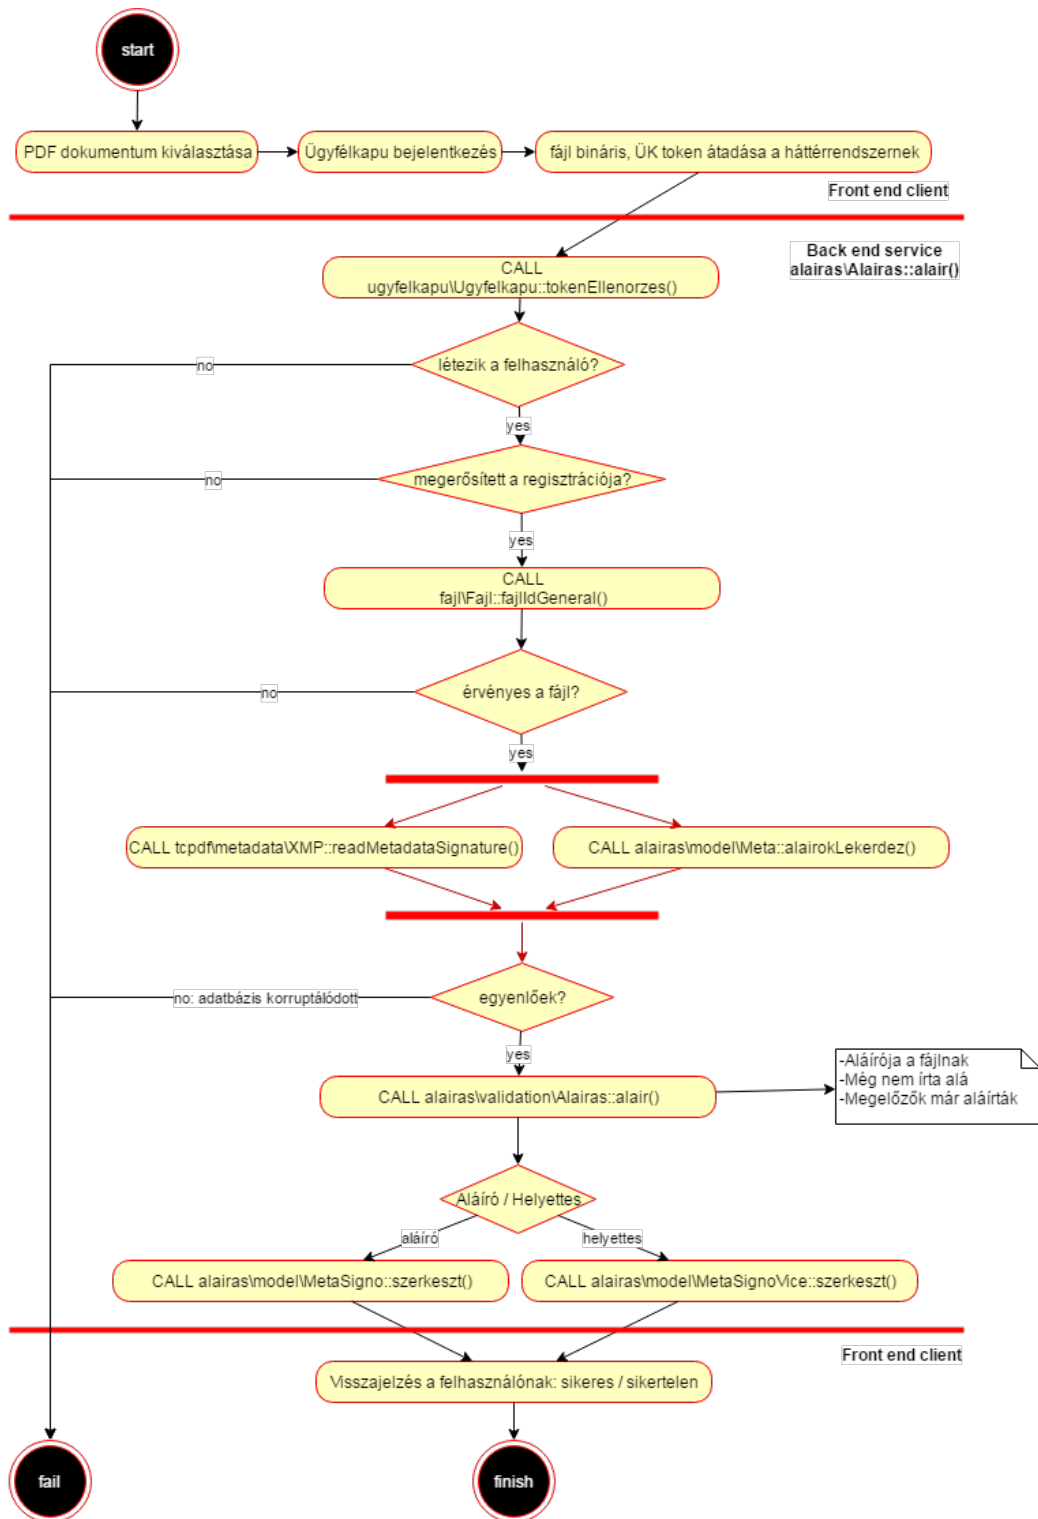 start
PDF dokumentum kiválasztása
Ügyfélkapu bejelentkezés
fájl bináris, ÜK token átadása a háttérrendszernek
Front end client
Back end service
alairas\Alairas::alair()
CALL
ugyfelkapu\Ugyfelkapu::tokenEllenorzes()
létezik a felhasználó?
no
yes
megerősített a regisztrációja?
no
yes
CALL
fajl\Fajl::fajlIdGeneral()
érvényes a fájl?
no
yes
CALL tcpdf\metadata\XMP::readMetadataSignature()
CALL alairas\model\Meta::alairokLekerdez()
egyenlőek?
no: adatbázis korruptálódott
yes
CALL alairas\validation\Alairas::alair()
-Aláírója a fájlnak
-Még nem írta alá
-Megelőzők már aláírták
Aláíró / Helyettes
aláíró
helyettes
CALL alairas\model\MetaSigno::szerkeszt()
CALL alairas\model\MetaSignoVice::szerkeszt()
Front end client
Visszajelzés a felhasználónak: sikeres / sikertelen
fail
finish